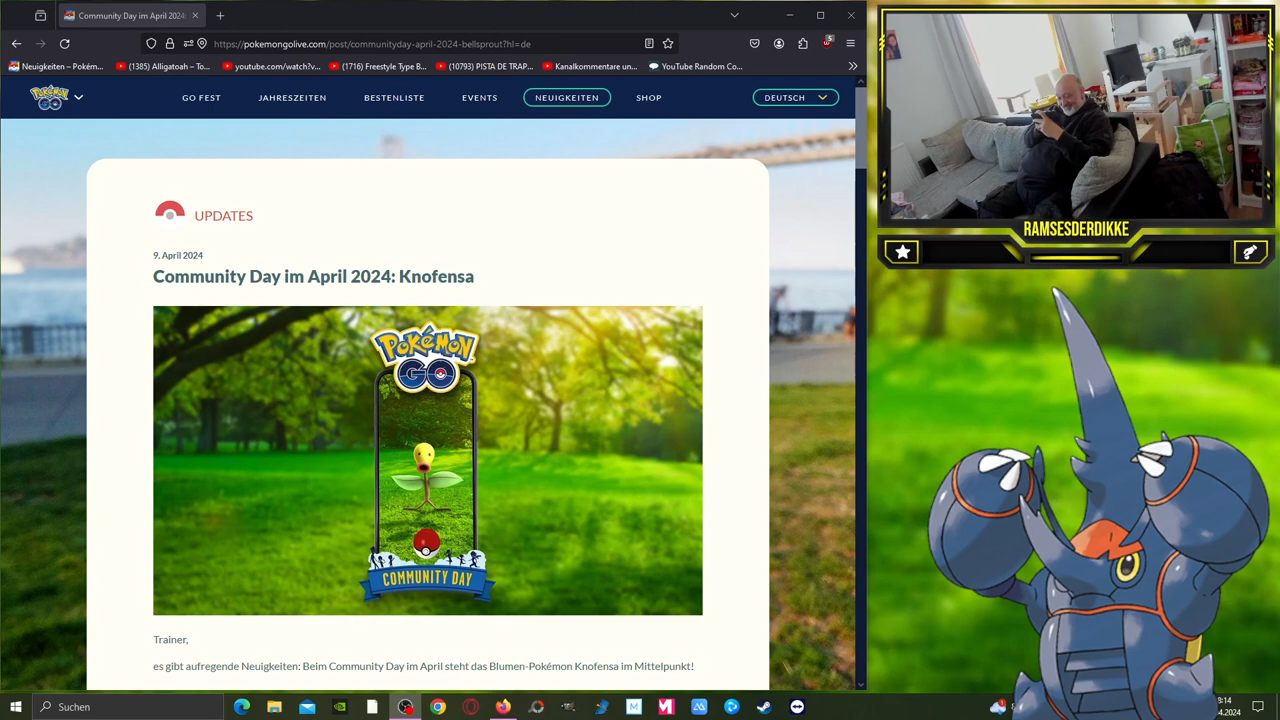 Community Day im April 2024:
https://pokemongolive.com/post/communityday-april-2024-bellsprout?hl=de
5
Neuigkeiten – Pokém…
(1385) Alligatoah – To…
youtube.com/watch?v…
(1716) Freestyle Type B…
(10793) PISTA DE TRAP…
Kanalkommentare un…
YouTube Random Co…
POKÉMON GO
GO FEST
JAHRESZEITEN
BESTENLISTE
EVENTS
NEUIGKEITEN
SHOP
DEUTSCH
UPDATES
9. April 2024
Community Day im April 2024: Knofensa
POKÉMON
GO
COMMUNITY DAY
Trainer,
es gibt aufregende Neuigkeiten: Beim Community Day im April steht das Blumen-Pokémon Knofensa im Mittelpunkt!
RAMSESDERDIKKE
Suchen